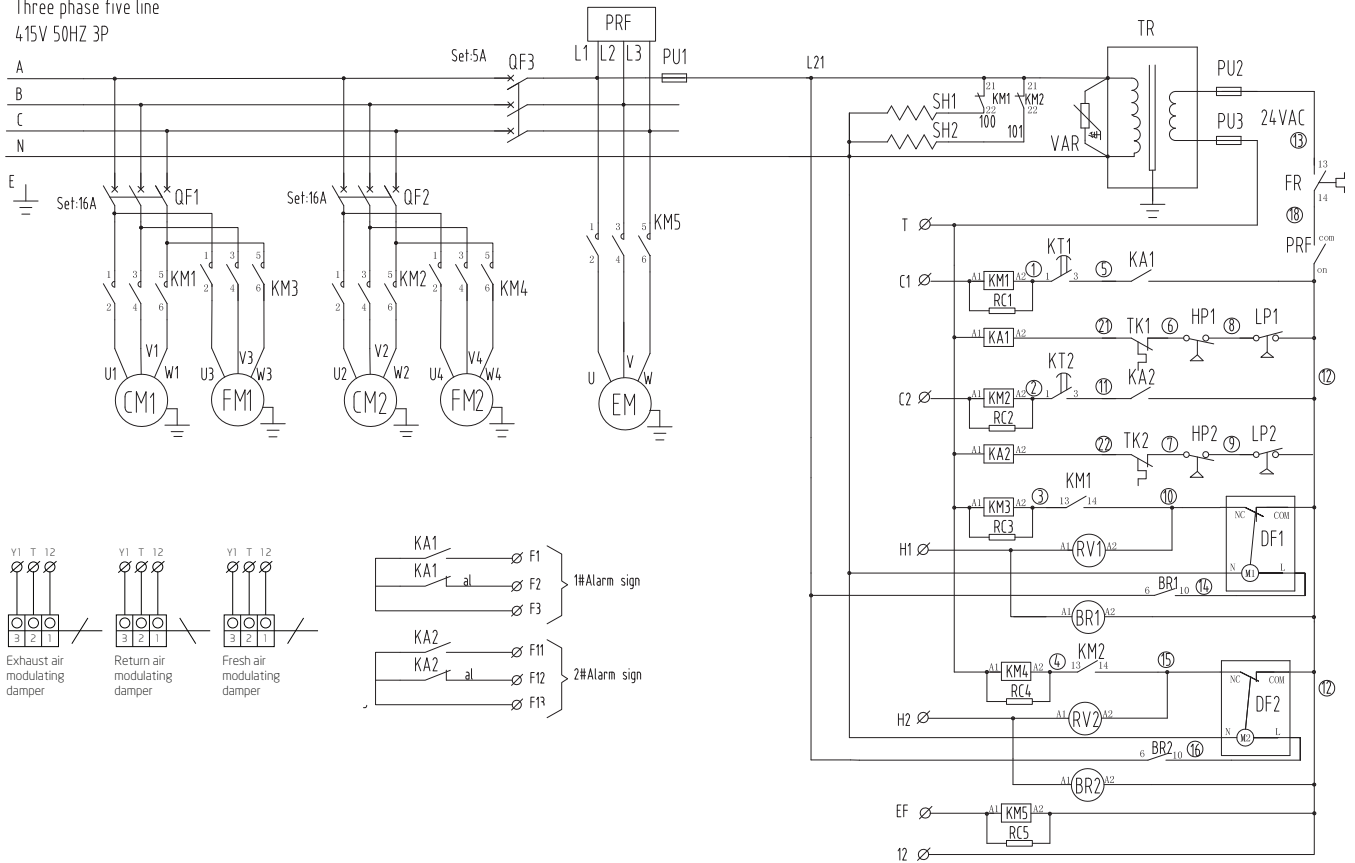 Three phase five line
415V 50HZ 3P
PRF
L1 L2 L3
PU1
Set:5A QF3
A
B
C
N
E
Set:16A QF1
Set:16A QF2
1 3 5
2 4 6
KM1
1 3 5
2 4 6
KM3
1 3 5
2 4 6
KM2
1 3 5
2 4 6
KM4
1 3 5
2 4 6
KM5
U1 V1 W1
CM1
U3 V3 W3
FM1
U2 V2 W2
CM2
U4 V4 W4
FM2
U V W
EM
L21
SH1
SH2
21 KM1 22
100
21 KM2 22
101
TR
VAR
PU2
PU3
24VAC
13
13
FR
14
18
PRF com
on
T
C1 A1 KM1 A2 1 1 KT1 3 5 KA1
RC1
A1 KA1 A2 21 TK1 6 HP1 8 LP1
12
C2 A1 KM2 A2 2 1 KT2 3 11 KA2
RC2
A1 KA2 A2 22 TK2 7 HP2 9 LP2
A1 KM3 A2 3 13 KM1 14 10 NC COM
RC3
DF1
H1 A1 RV1 A2
N M1 L
6 BR1 10 14
A1 BR1 A2
A1 KM4 A2 4 13 KM2 14 15 NC COM
RC4
DF2
12
H2 A1 RV2 A2
N M2 L
6 BR2 10 16
A1 BR2 A2
EF A1 KM5 A2
RC5
12
Y1 T 12
3 2 1
Exhaust air
modulating
damper
Y1 T 12
3 2 1
Return air
modulating
damper
Y1 T 12
3 2 1
Fresh air
modulating
damper
KA1 F1
KA1 al F2
F3
1#Alarm sign
KA2 F11
KA2 al F12
F13
2#Alarm sign